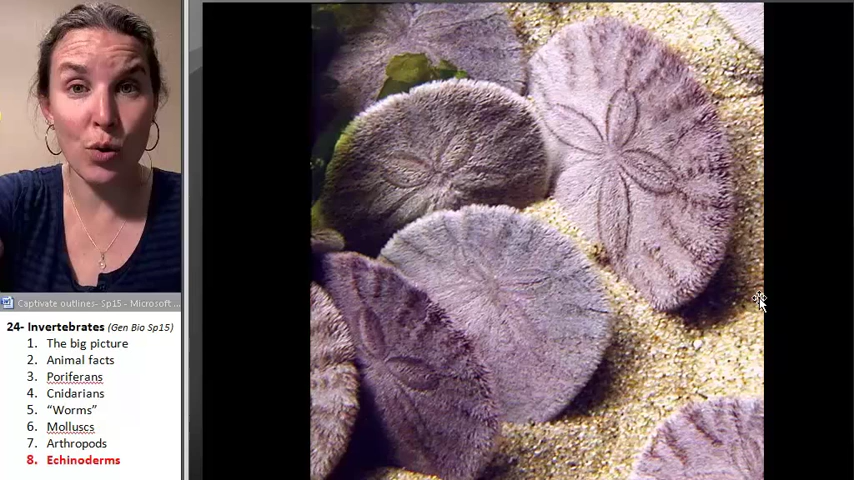 Captivate outlines- Sp15 - Microsoft ...
24- Invertebrates (Gen Bio Sp15)
1. The big picture
2. Animal facts
3. Poriferans
4. Cnidarians
5. "Worms"
6. Molluscs
7. Arthropods
8. Echinoderms